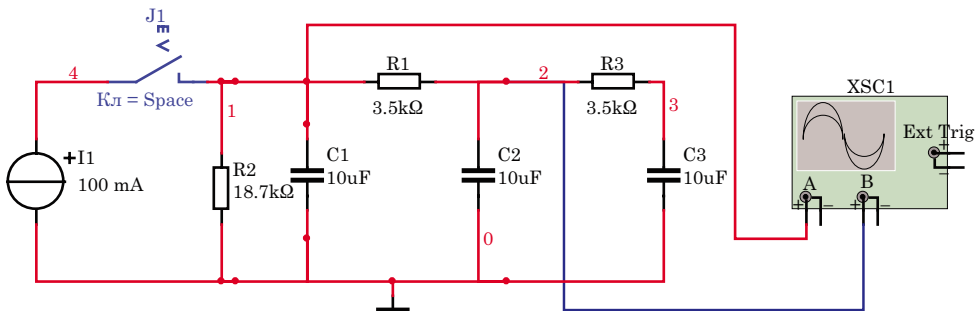 J1
4
Кл = Space
1
+I1
100 mA
R2
18.7kΩ
C1
10uF
R1
3.5kΩ
2
C2
10uF
0
R3
3.5kΩ
3
C3
10uF
XSC1
Ext Trig
+
−
A
B
+ −
+ −